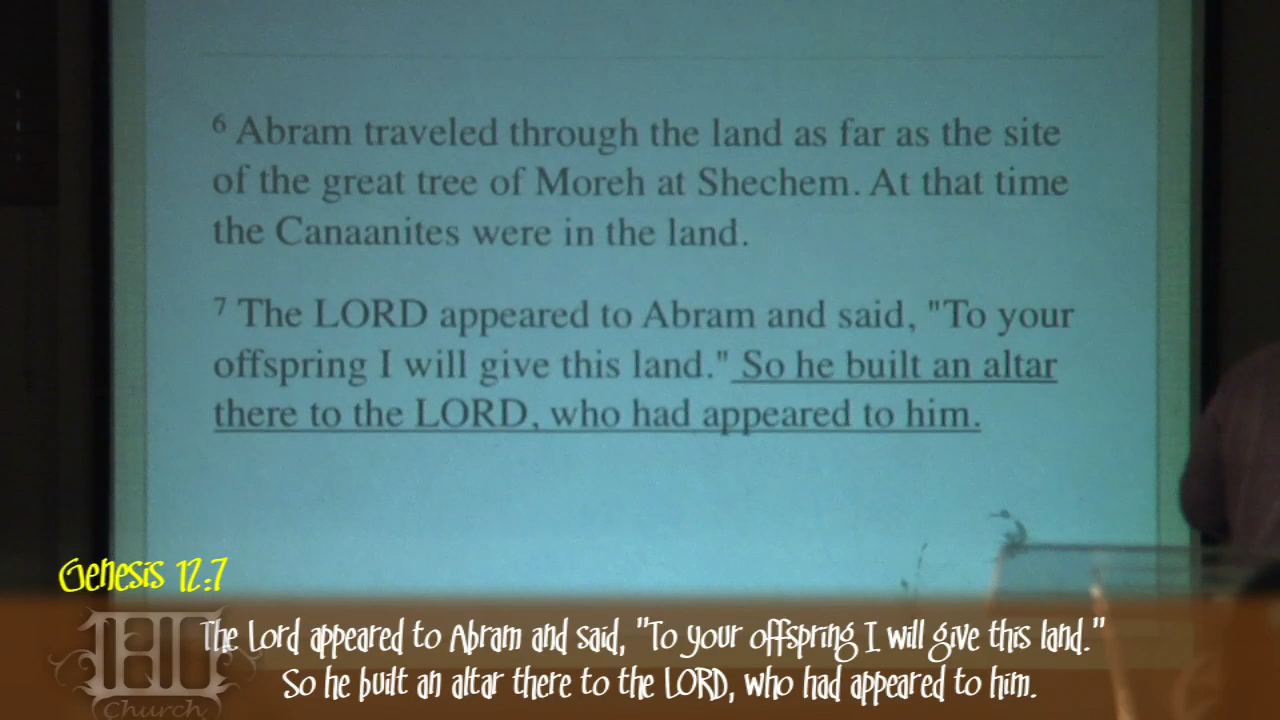 6 Abram traveled through the land as far as the site
of the great tree of Moreh at Shechem. At that time
the Canaanites were in the land.
7 The LORD appeared to Abram and said, "To your
offspring I will give this land." So he built an altar
there to the LORD, who had appeared to him.
Genesis 12:7
The Lord appeared to Abram and said, "To your offspring I will give this land."
So he built an altar there to the LORD, who had appeared to him.
Church